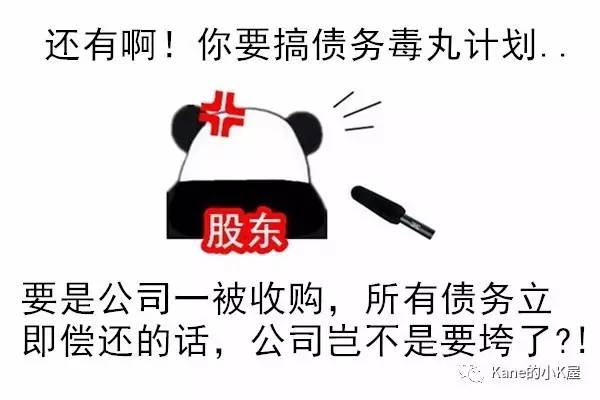 还有啊！你要搞债务毒丸计划..
股东
要是公司一被收购，所有债务立
即偿还的话，公司岂不是要垮了?!
Kane的小K屋